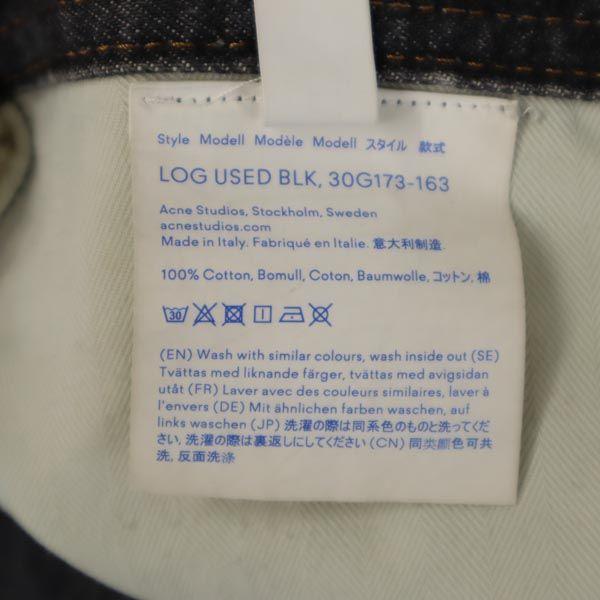 Style Modell Modèle Modell スタイル 款式
LOG USED BLK, 30G173-163
Acne Studios, Stockholm, Sweden
acnestudios.com
Made in Italy. Fabriqué en Italie. 意大利制造.
100% Cotton, Bomull, Coton, Baumwolle, コットン, 棉
30
(EN) Wash with similar colours, wash inside out (SE)
Tvättas med liknande färger, tvättas med avigsidan
utåt (FR) Laver avec des couleurs similaires, laver à
l'envers (DE) Mit ähnlichen farben waschen, auf
links waschen (JP) 洗濯の際は同系色のものと洗ってくだ
さい, 洗濯の際は裏返しにしてください (CN) 同类颜色可共
洗, 反面洗涤